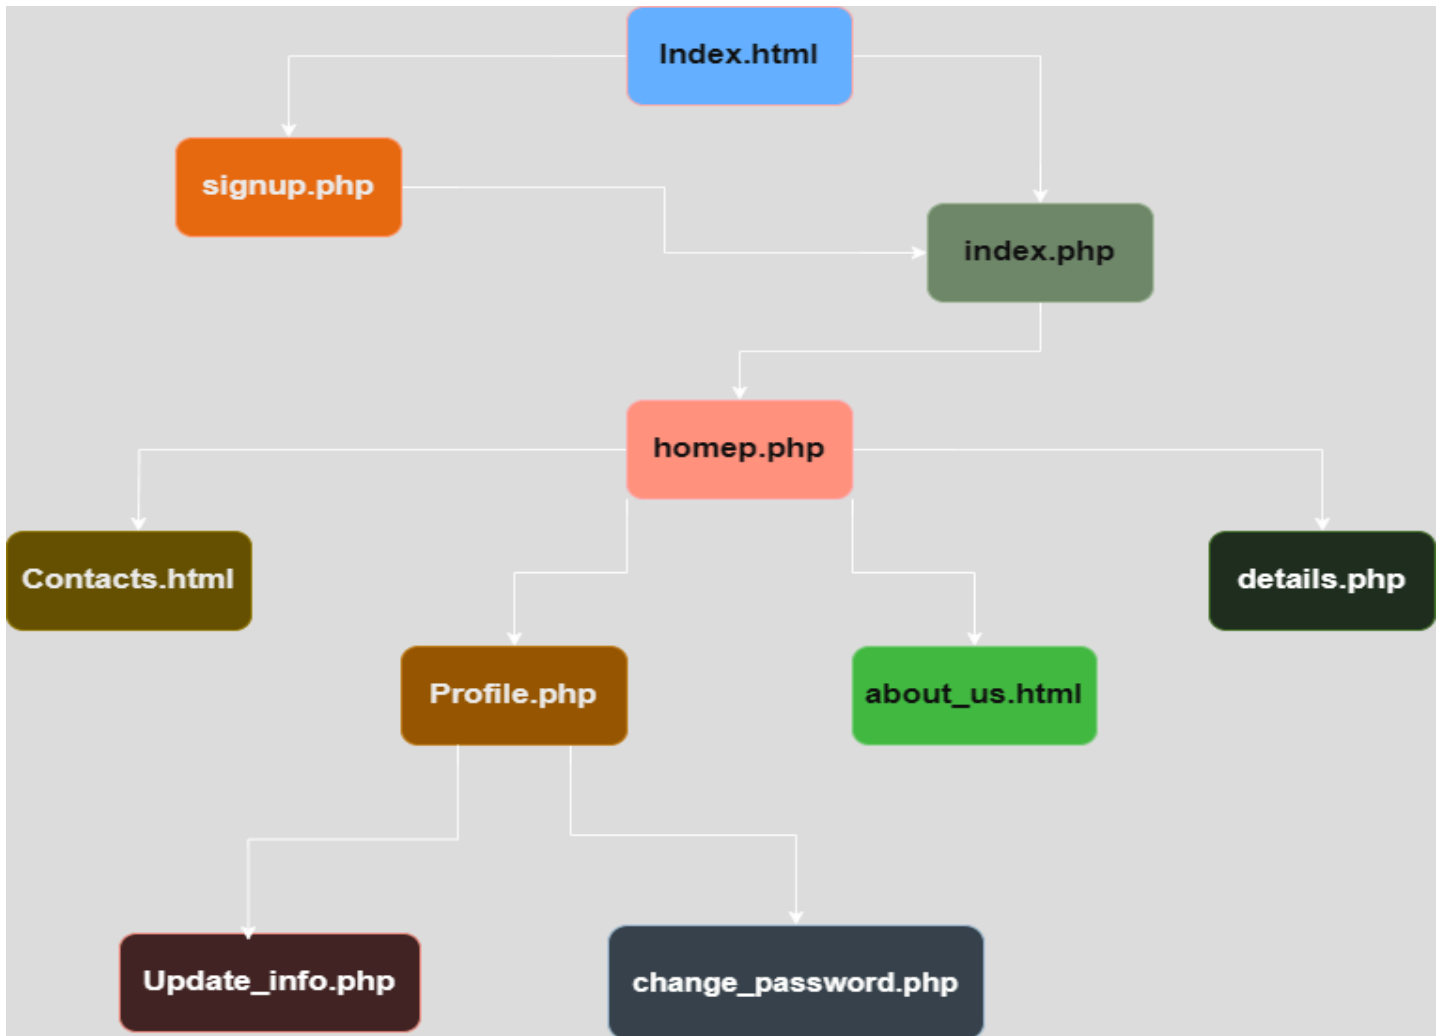 Index.html
signup.php
index.php
homep.php
Contacts.html
details.php
Profile.php
about_us.html
Update_info.php
change_password.php